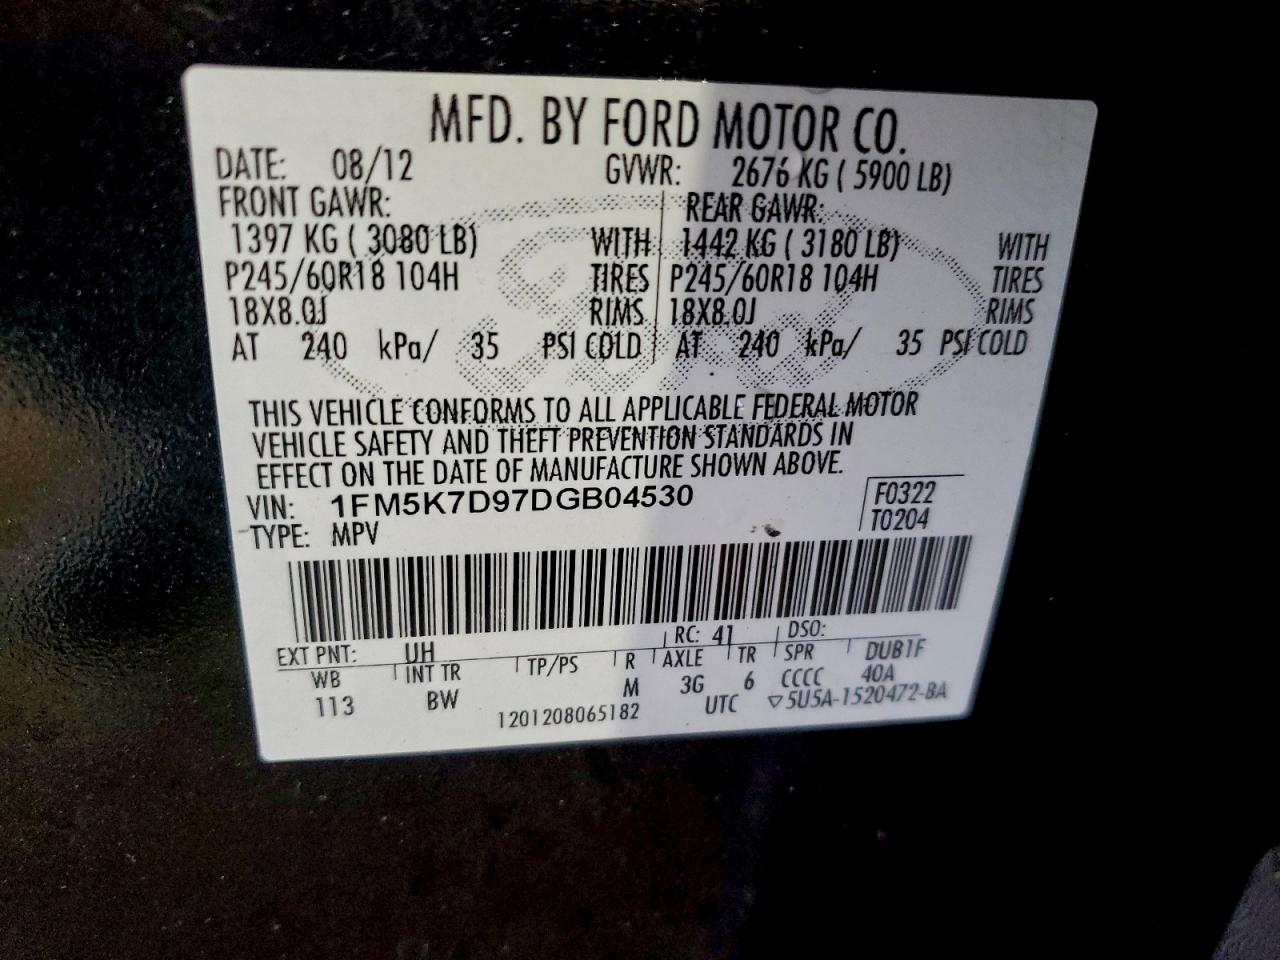 MFD. BY FORD MOTOR CO.
DATE: 08/12 GVWR: 2676 KG ( 5900 LB)
FRONT GAWR: REAR GAWR:
1397 KG ( 3080 LB) WITH 1442 KG ( 3180 LB) WITH
P245/60R18 104H TIRES P245/60R18 104H TIRES
18X8.0J RIMS 18X8.0J RIMS
AT 240 kPa/ 35 PSI COLD AT 240 kPa/ 35 PSI COLD
THIS VEHICLE CONFORMS TO ALL APPLICABLE FEDERAL MOTOR
VEHICLE SAFETY AND THEFT PREVENTION STANDARDS IN
EFFECT ON THE DATE OF MANUFACTURE SHOWN ABOVE.
VIN: 1FM5K7D97DGB04530 F0322
TYPE: MPV T0204
EXT PNT: UH RC: 41 DSO:
WB INT TR TP/PS R AXLE TR SPR DUB1F
113 BW M 3G 6 CCCC 40A
1201208065182 UTC ▽5U5A-1520472-BA